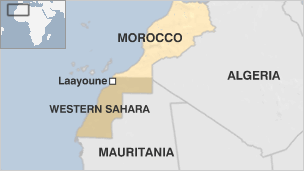 MOROCCO
ALGERIA
Laayoune
WESTERN SAHARA
MAURITANIA